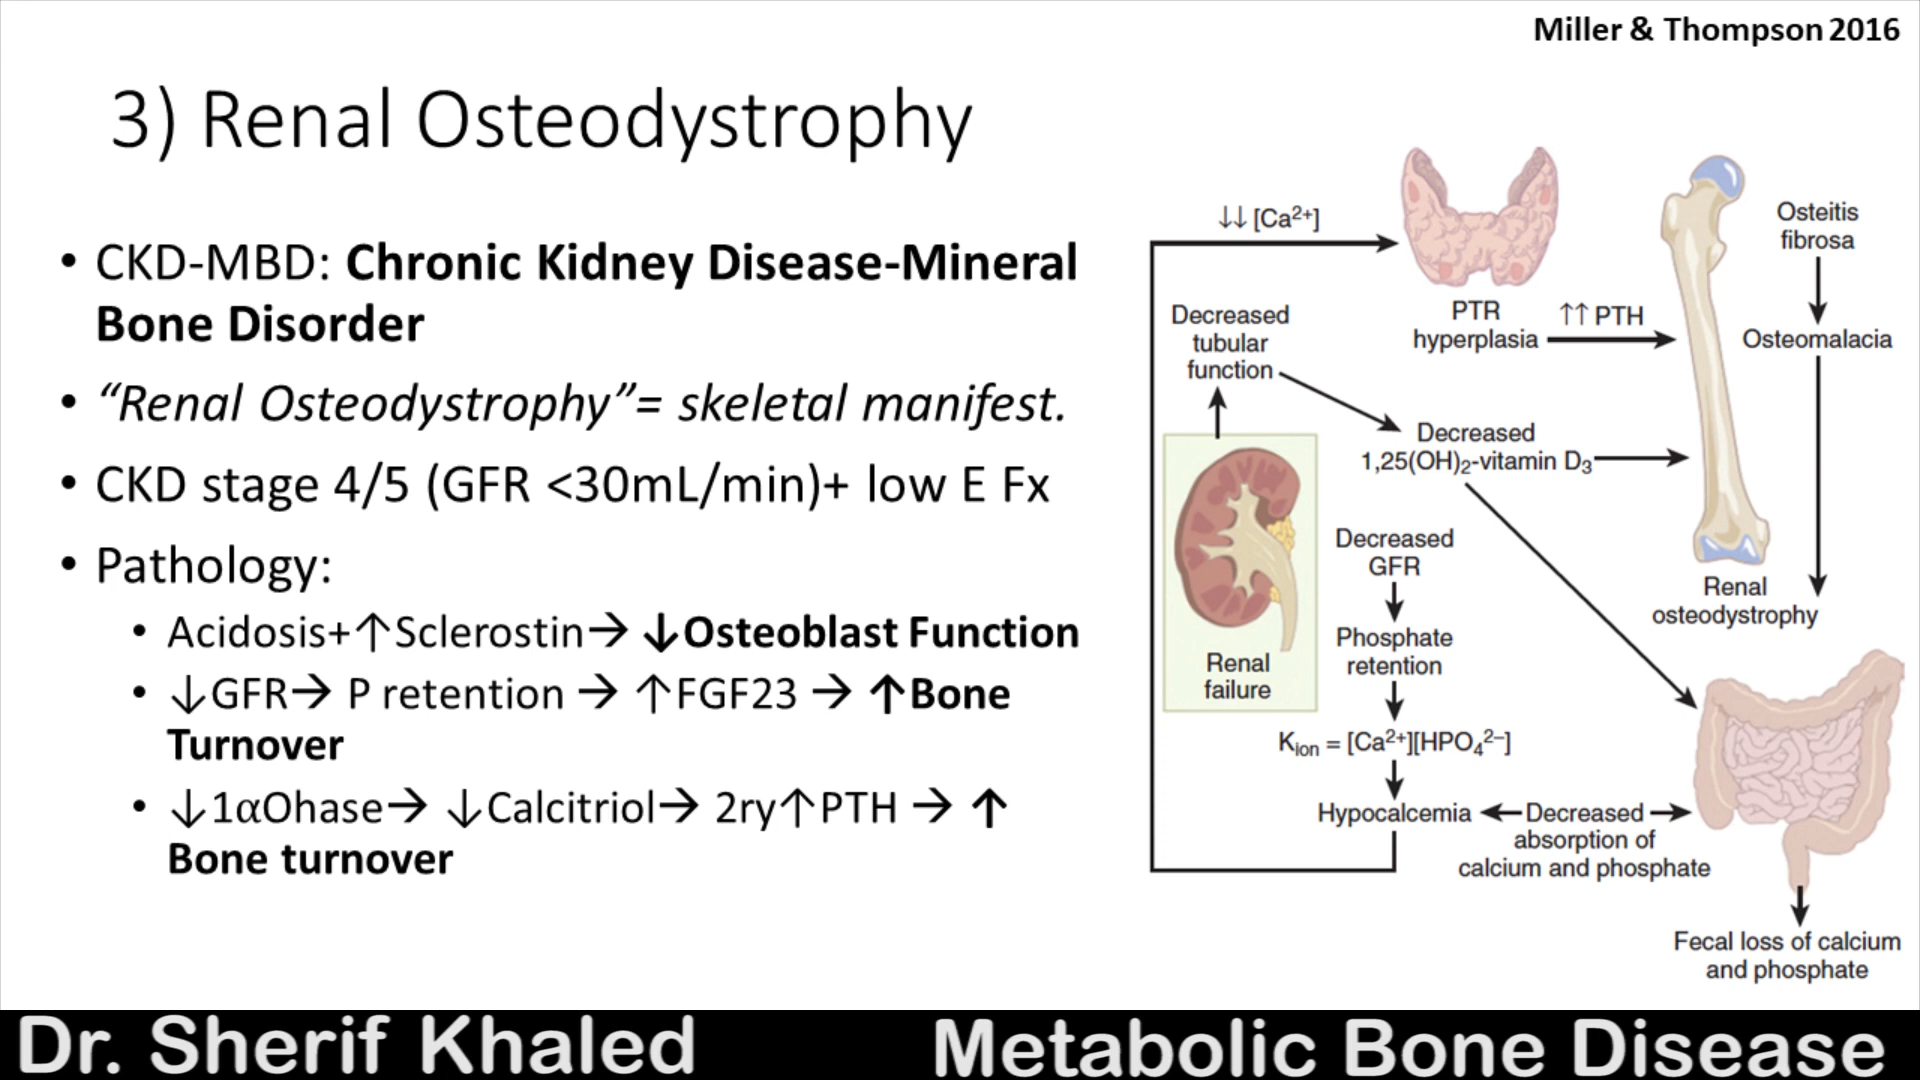 Miller & Thompson 2016
3) Renal Osteodystrophy
• CKD-MBD: Chronic Kidney Disease-Mineral
Bone Disorder
• “Renal Osteodystrophy”= skeletal manifest.
• CKD stage 4/5 (GFR <30mL/min)+ low E Fx
• Pathology:
• Acidosis+↑Sclerostin→ ↓Osteoblast Function
• ↓GFR→ P retention → ↑FGF23 → ↑Bone
Turnover
• ↓1αOhase→ ↓Calcitriol→ 2ry↑PTH → ↑
Bone turnover
↓↓ [Ca²⁺]
PTR
hyperplasia
↑↑ PTH
Osteitis
fibrosa
Osteomalacia
Decreased
tubular
function
Decreased
1,25(OH)₂-vitamin D₃
Renal
failure
Decreased
GFR
Phosphate
retention
Kion = [Ca²⁺][HPO₄²⁻]
Hypocalcemia
Decreased
absorption of
calcium and phosphate
Renal
osteodystrophy
Fecal loss of calcium
and phosphate
Dr. Sherif Khaled
Metabolic Bone Disease